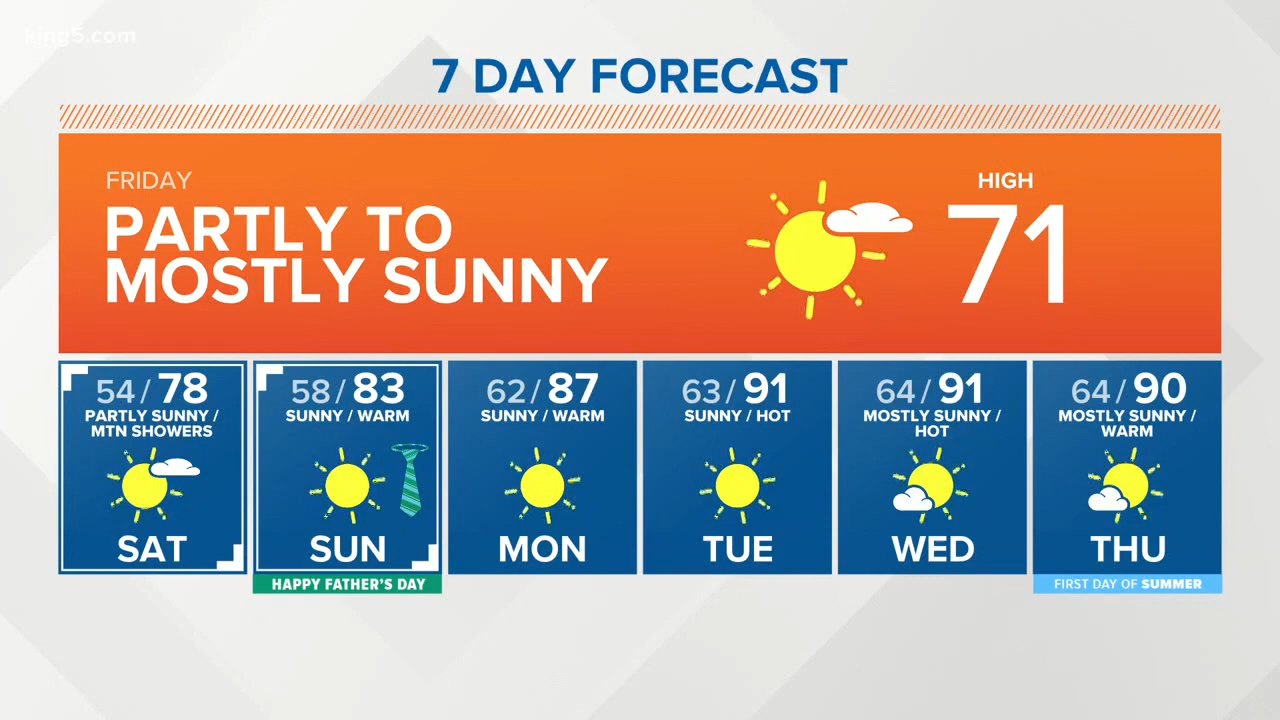 king5.com
7 DAY FORECAST
FRIDAY
PARTLY TO
MOSTLY SUNNY
HIGH
71
54 / 78
PARTLY SUNNY /
MTN SHOWERS
SAT
58 / 83
SUNNY / WARM
SUN
HAPPY FATHER'S DAY
62 / 87
SUNNY / WARM
MON
63 / 91
SUNNY / HOT
TUE
64 / 91
MOSTLY SUNNY /
HOT
WED
64 / 90
MOSTLY SUNNY /
WARM
THU
FIRST DAY OF SUMMER